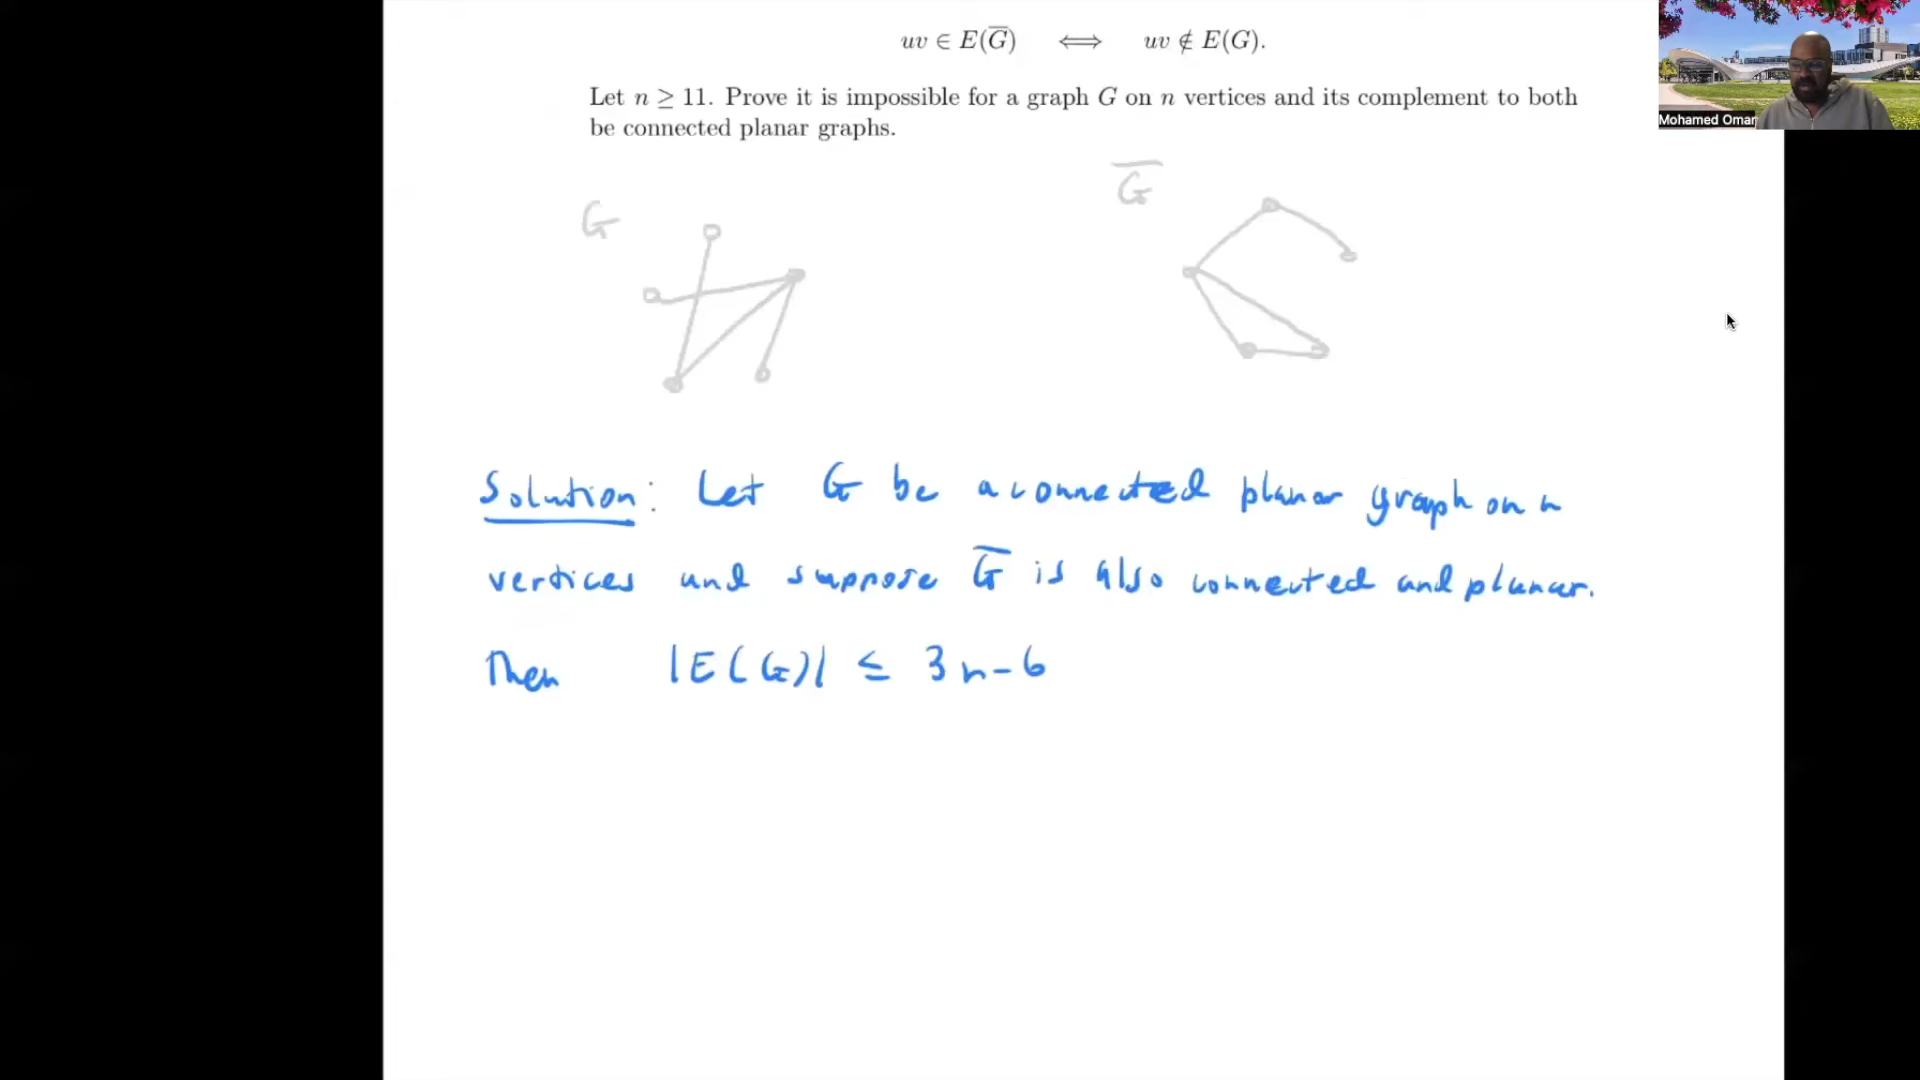 uv ∈ E(G̅) ⟺ uv ∉ E(G).
Let n ≥ 11. Prove it is impossible for a graph G on n vertices and its complement to both
be connected planar graphs.
Mohamed Omar
G̅
G
Solution: Let G be a connected planar graph on n
vertices and suppose G̅ is also connected and planar.
Then |E(G)| ≤ 3n-6